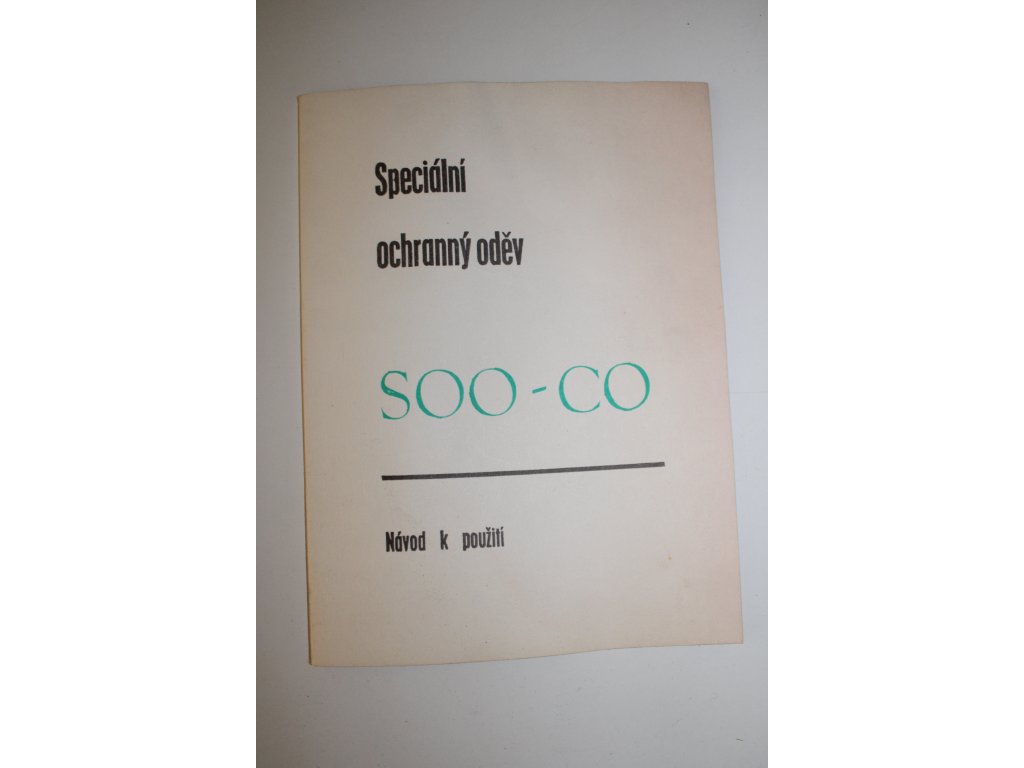 Speciální
ochranný oděv
SOO-CO
Návod k použití